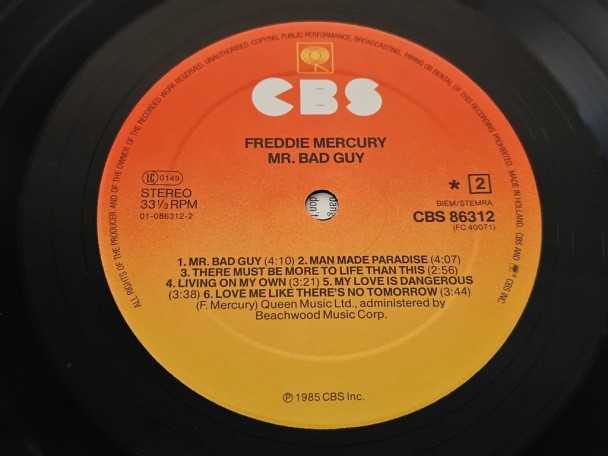 ALL RIGHTS OF THE PRODUCER AND OF THE OWNER OF THE RECORDED WORK RESERVED. UNAUTHORISED COPYING, PUBLIC PERFORMANCE, BROADCASTING, HIRING OR RENTAL OF THIS RECORDING PROHIBITED. MADE IN HOLLAND. CBS AND CBS INC.
CBS
FREDDIE MERCURY
MR. BAD GUY
IC 0149
STEREO
33⅓ RPM
01-086312-2
* 2
BIEM/STEMRA
CBS 86312
(FC 40071)
dang
don't
1. MR. BAD GUY (4:10) 2. MAN MADE PARADISE (4:07)
3. THERE MUST BE MORE TO LIFE THAN THIS (2:56)
4. LIVING ON MY OWN (3:21) 5. MY LOVE IS DANGEROUS
(3:38) 6. LOVE ME LIKE THERE'S NO TOMORROW (3:44)
(F. Mercury) Queen Music Ltd., administered by
Beachwood Music Corp.
℗ 1985 CBS Inc.